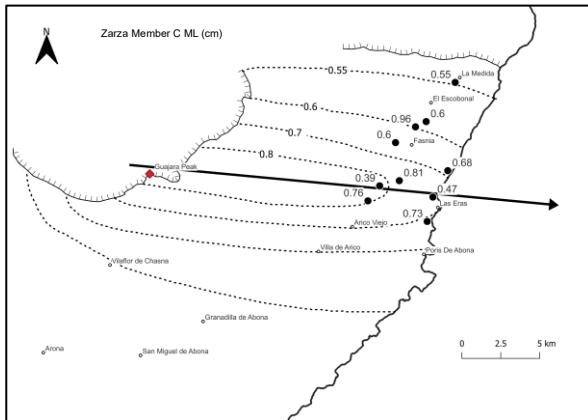 Zarza Member C ML (cm)
N
0.55
0.55
La Medida
El Escobonal
0.6
0.96
0.6
0.6
Fasnia
0.7
0.68
0.8
0.81
Guajara Peak
0.39
0.76
0.47
Las Eras
0.73
Arico Viejo
Villa de Arico
Poris De Abona
Vilaflor de Chasna
Granadilla de Abona
Arona
San Miguel de Abona
0 2.5 5 km